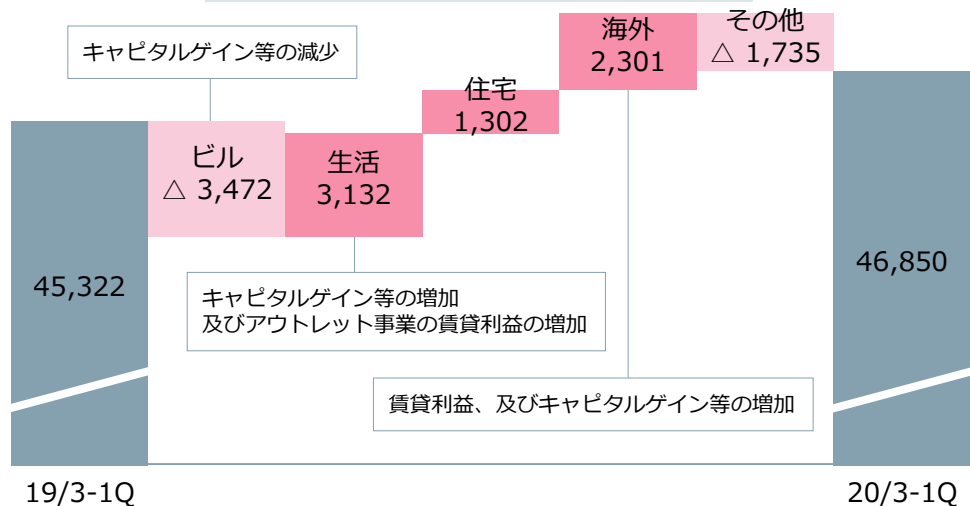 キャピタルゲイン等の減少
海外
2,301
その他
△ 1,735
住宅
1,302
ビル
△ 3,472
生活
3,132
45,322
46,850
キャピタルゲイン等の増加
及びアウトレット事業の賃貸利益の増加
賃貸利益、及びキャピタルゲイン等の増加
19/3-1Q
20/3-1Q